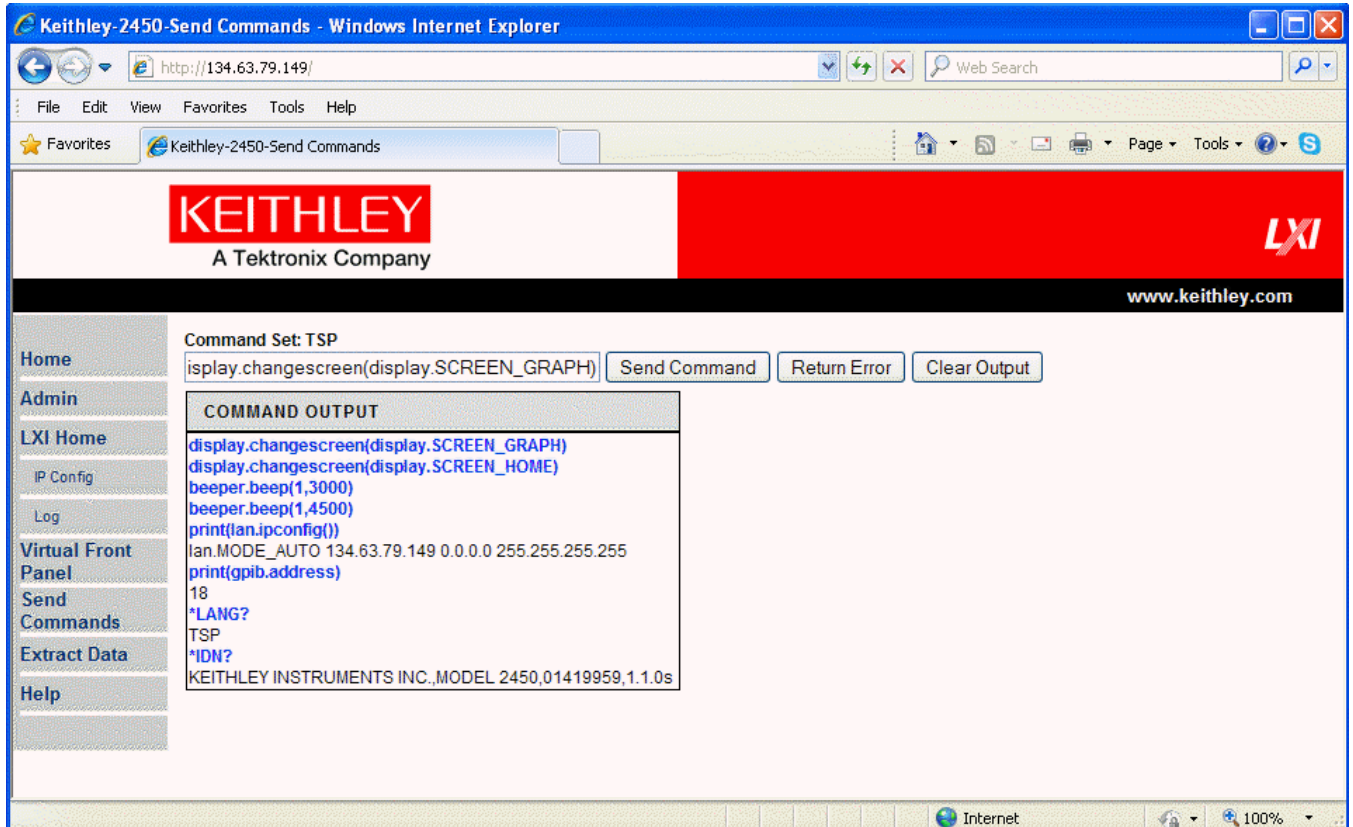 Keithley-2450-Send Commands - Windows Internet Explorer
http://134.63.79.149/
Web Search
File Edit View Favorites Tools Help
Favorites
Keithley-2450-Send Commands
Page Tools
KEITHLEY
A Tektronix Company
LXI
www.keithley.com
Home
Admin
LXI Home
IP Config
Log
Virtual Front
Panel
Send
Commands
Extract Data
Help
Command Set: TSP
isplay.changescreen(display.SCREEN_GRAPH) Send Command Return Error Clear Output
COMMAND OUTPUT
display.changescreen(display.SCREEN_GRAPH)
display.changescreen(display.SCREEN_HOME)
beeper.beep(1,3000)
beeper.beep(1,4500)
print(lan.ipconfig())
lan.MODE_AUTO 134.63.79.149 0.0.0.0 255.255.255.255
print(gpib.address)
18
*LANG?
TSP
*IDN?
KEITHLEY INSTRUMENTS INC.,MODEL 2450,01419959,1.1.0s
Internet
100%